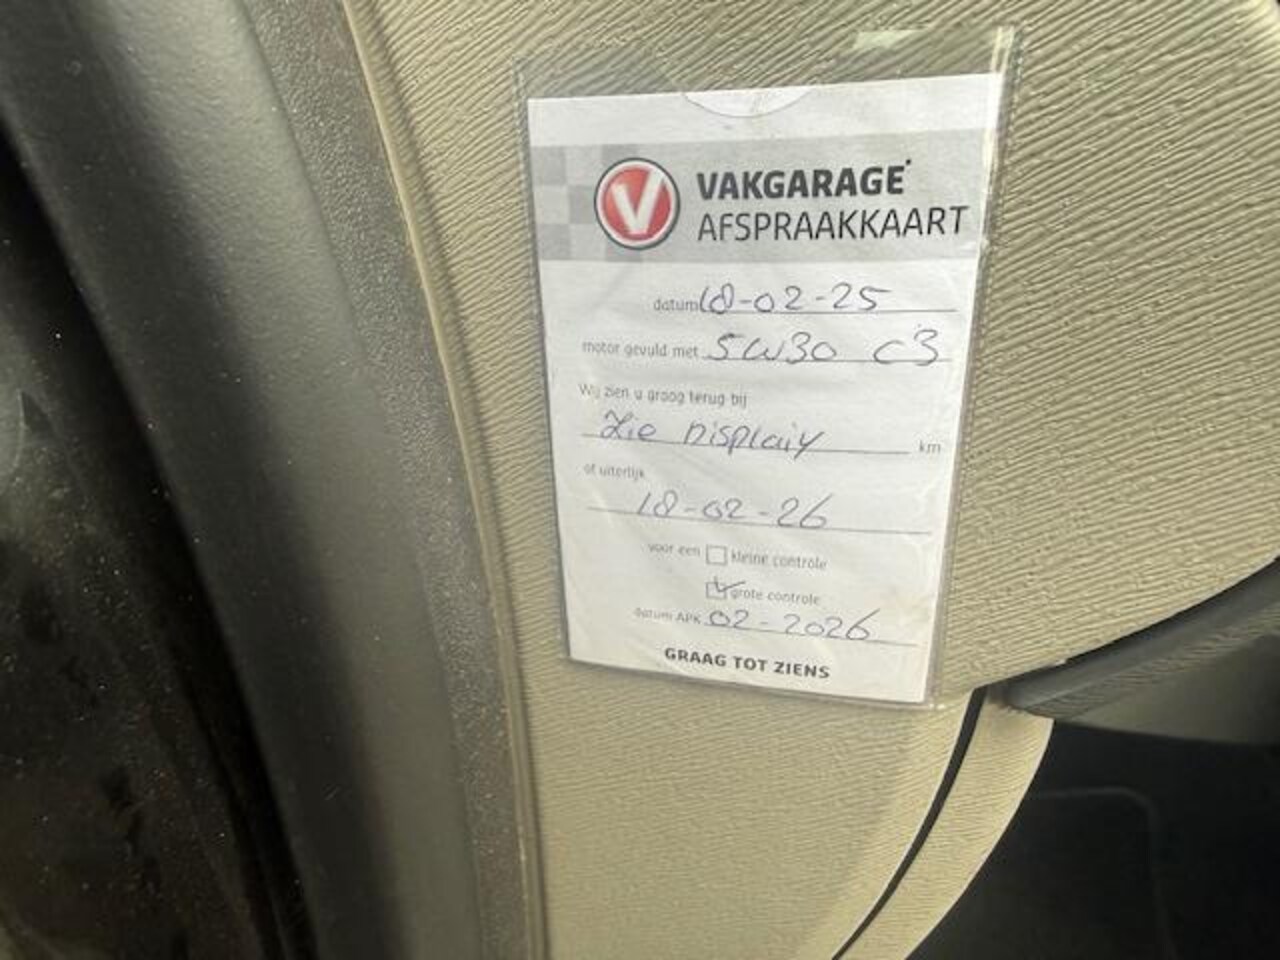 V
VAKGARAGE
AFSPRAAKKAART
datum 18-02-25
motor gevuld met 5W30 C3
Wij zien u graag terug bij
Zie Displaiy km
of uiterlijk
18-02-26
voor een kleine controle
grote controle
datum APK 02-2026
GRAAG TOT ZIENS